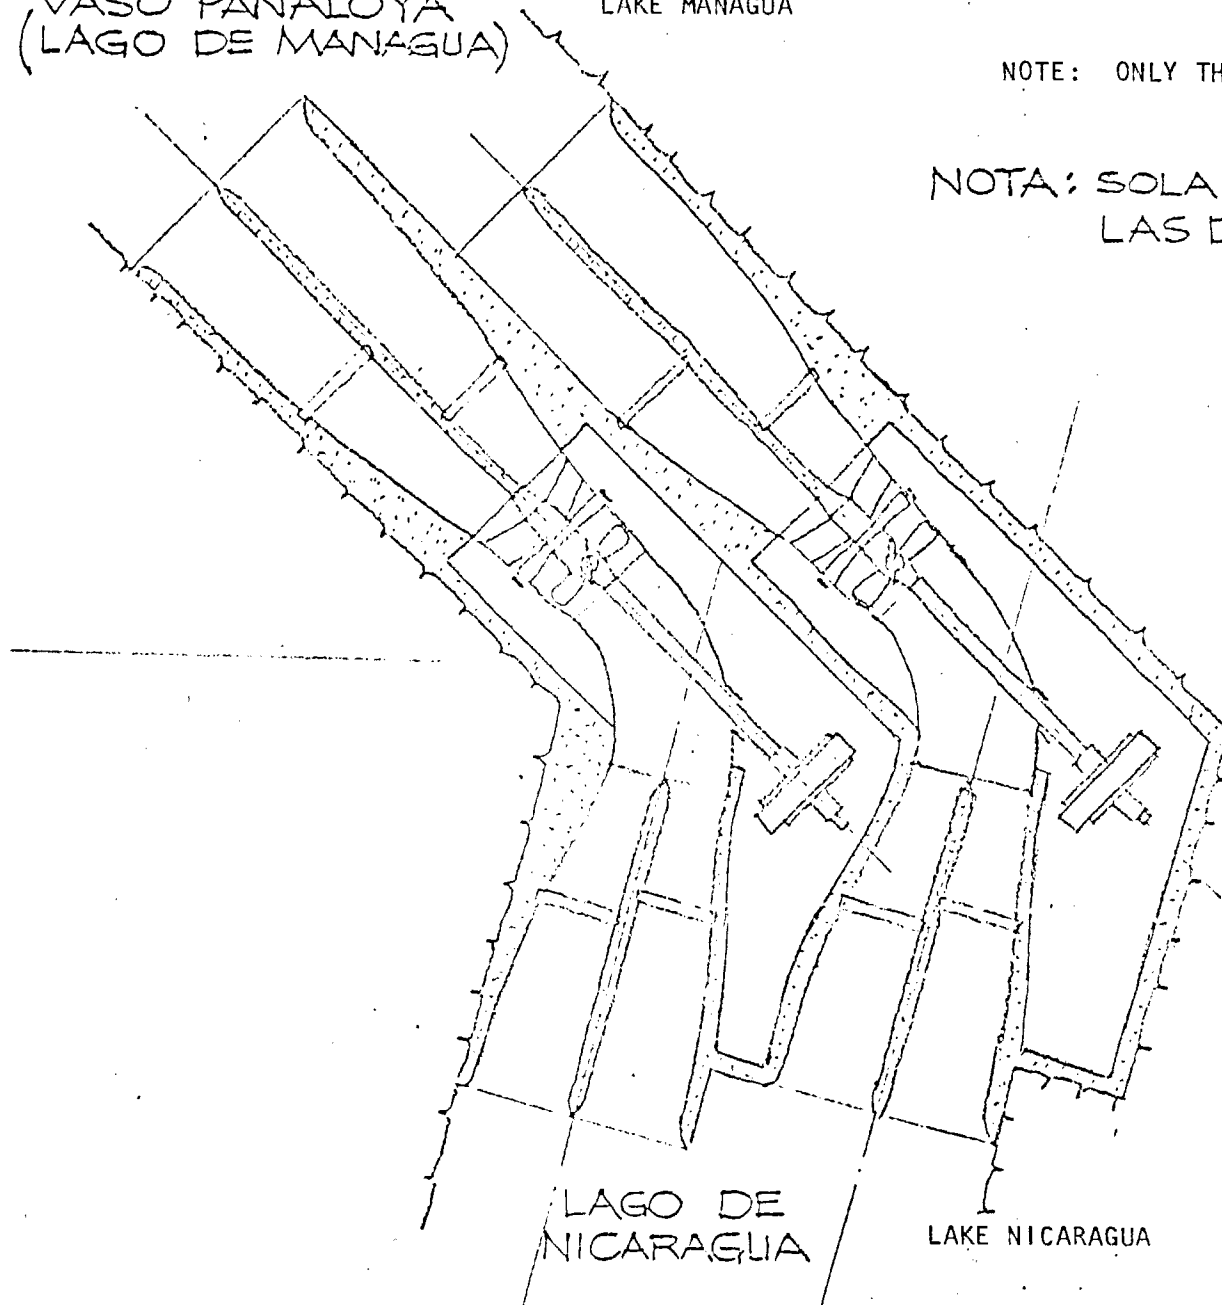 VASO PANALOYA
(LAGO DE MANAGUA)
LAKE MANAGUA
NOTE: ONLY TH
NOTA: SOLA
LAS D
LAGO DE
NICARAGUA
LAKE NICARAGUA